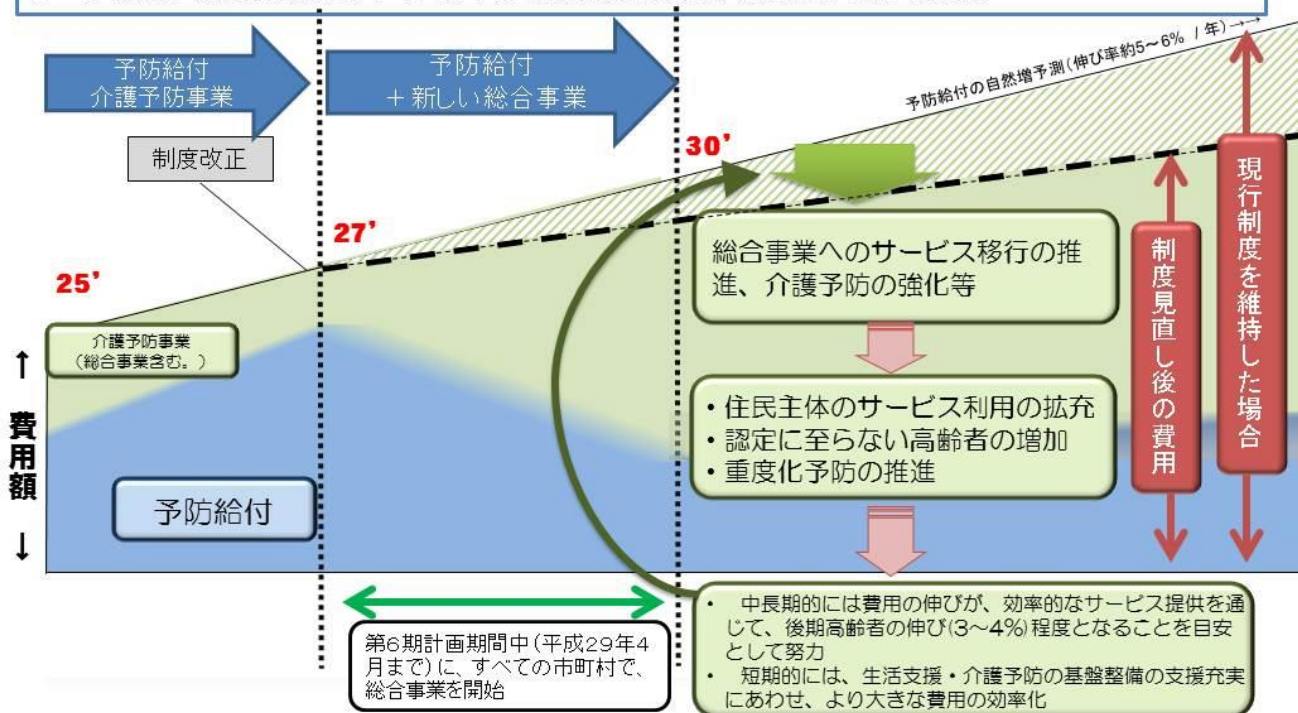 予防給付
介護予防事業
予防給付
＋新しい総合事業
予防給付の自然増予測(伸び率約5～6% / 年)→→
制度改正
25’
27’
30’
介護予防事業
(総合事業含む。)
↑
費用額
↓
予防給付
総合事業へのサービス移行の推
進、介護予防の強化等
・住民主体のサービス利用の拡充
・認定に至らない高齢者の増加
・重度化予防の推進
制度見直し後の費用
現行制度を維持した場合
第6期計画期間中(平成29年4
月まで)に、すべての市町村で、
総合事業を開始
・ 中長期的には費用の伸びが、効率的なサービス提供を通
じて、後期高齢者の伸び(3～4%)程度となることを目安
として努力
・ 短期的には、生活支援・介護予防の基盤整備の支援充実
にあわせ、より大きな費用の効率化